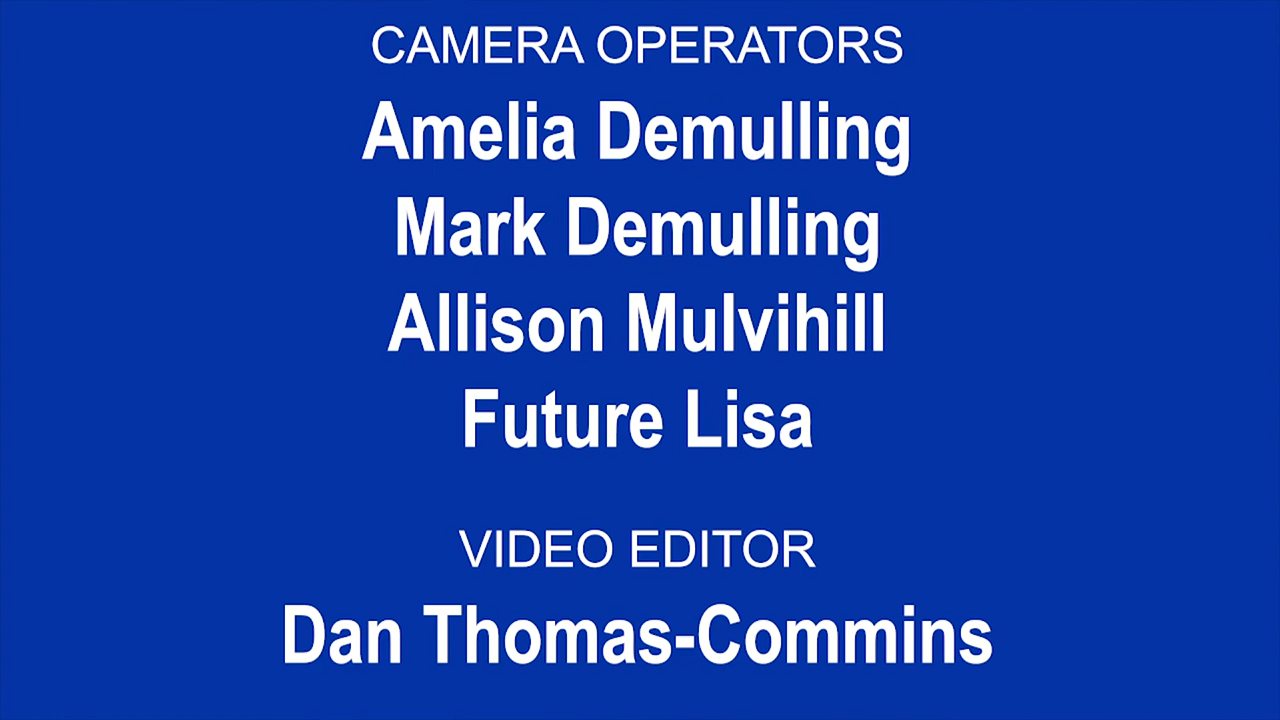 CAMERA OPERATORS
Amelia Demulling
Mark Demulling
Allison Mulvihill
Future Lisa
VIDEO EDITOR
Dan Thomas-Commins